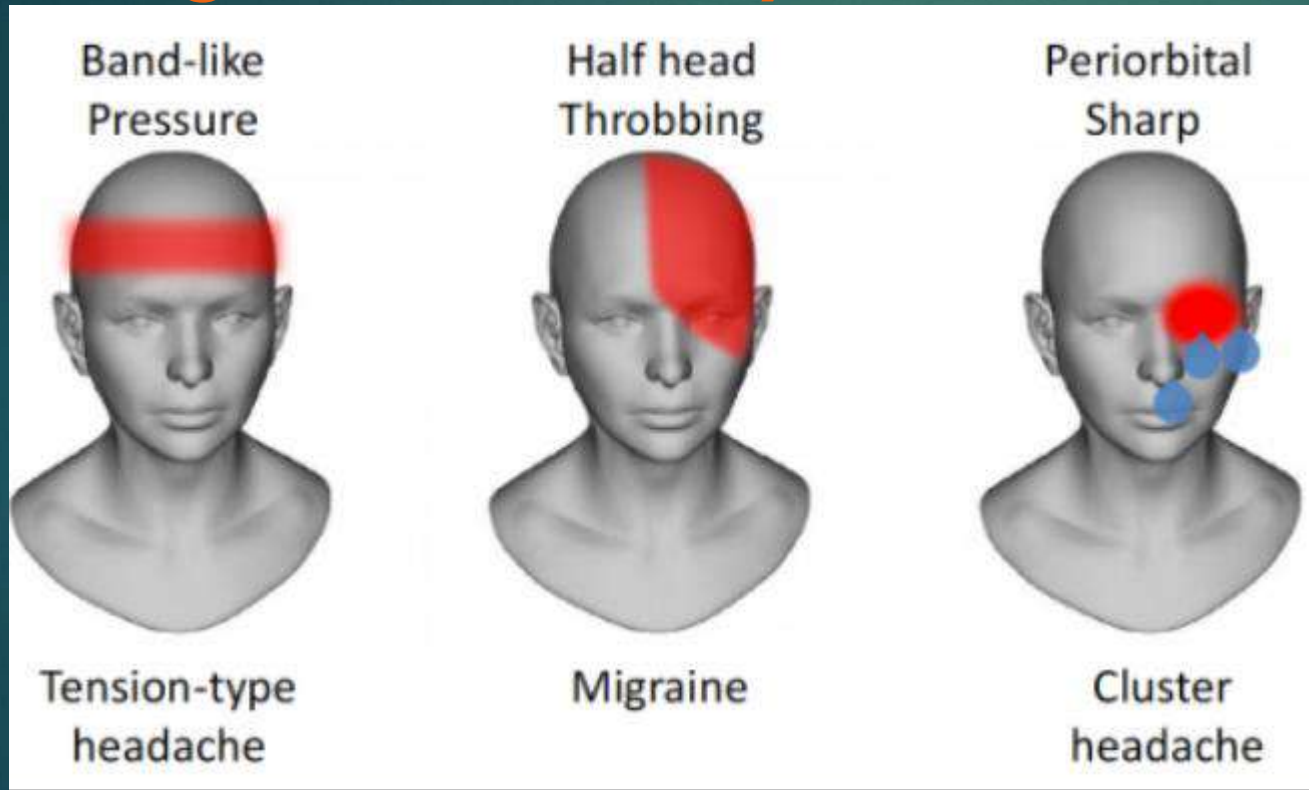 Band-like
Pressure
Half head
Throbbing
Periorbital
Sharp
Tension-type
headache
Migraine
Cluster
headache